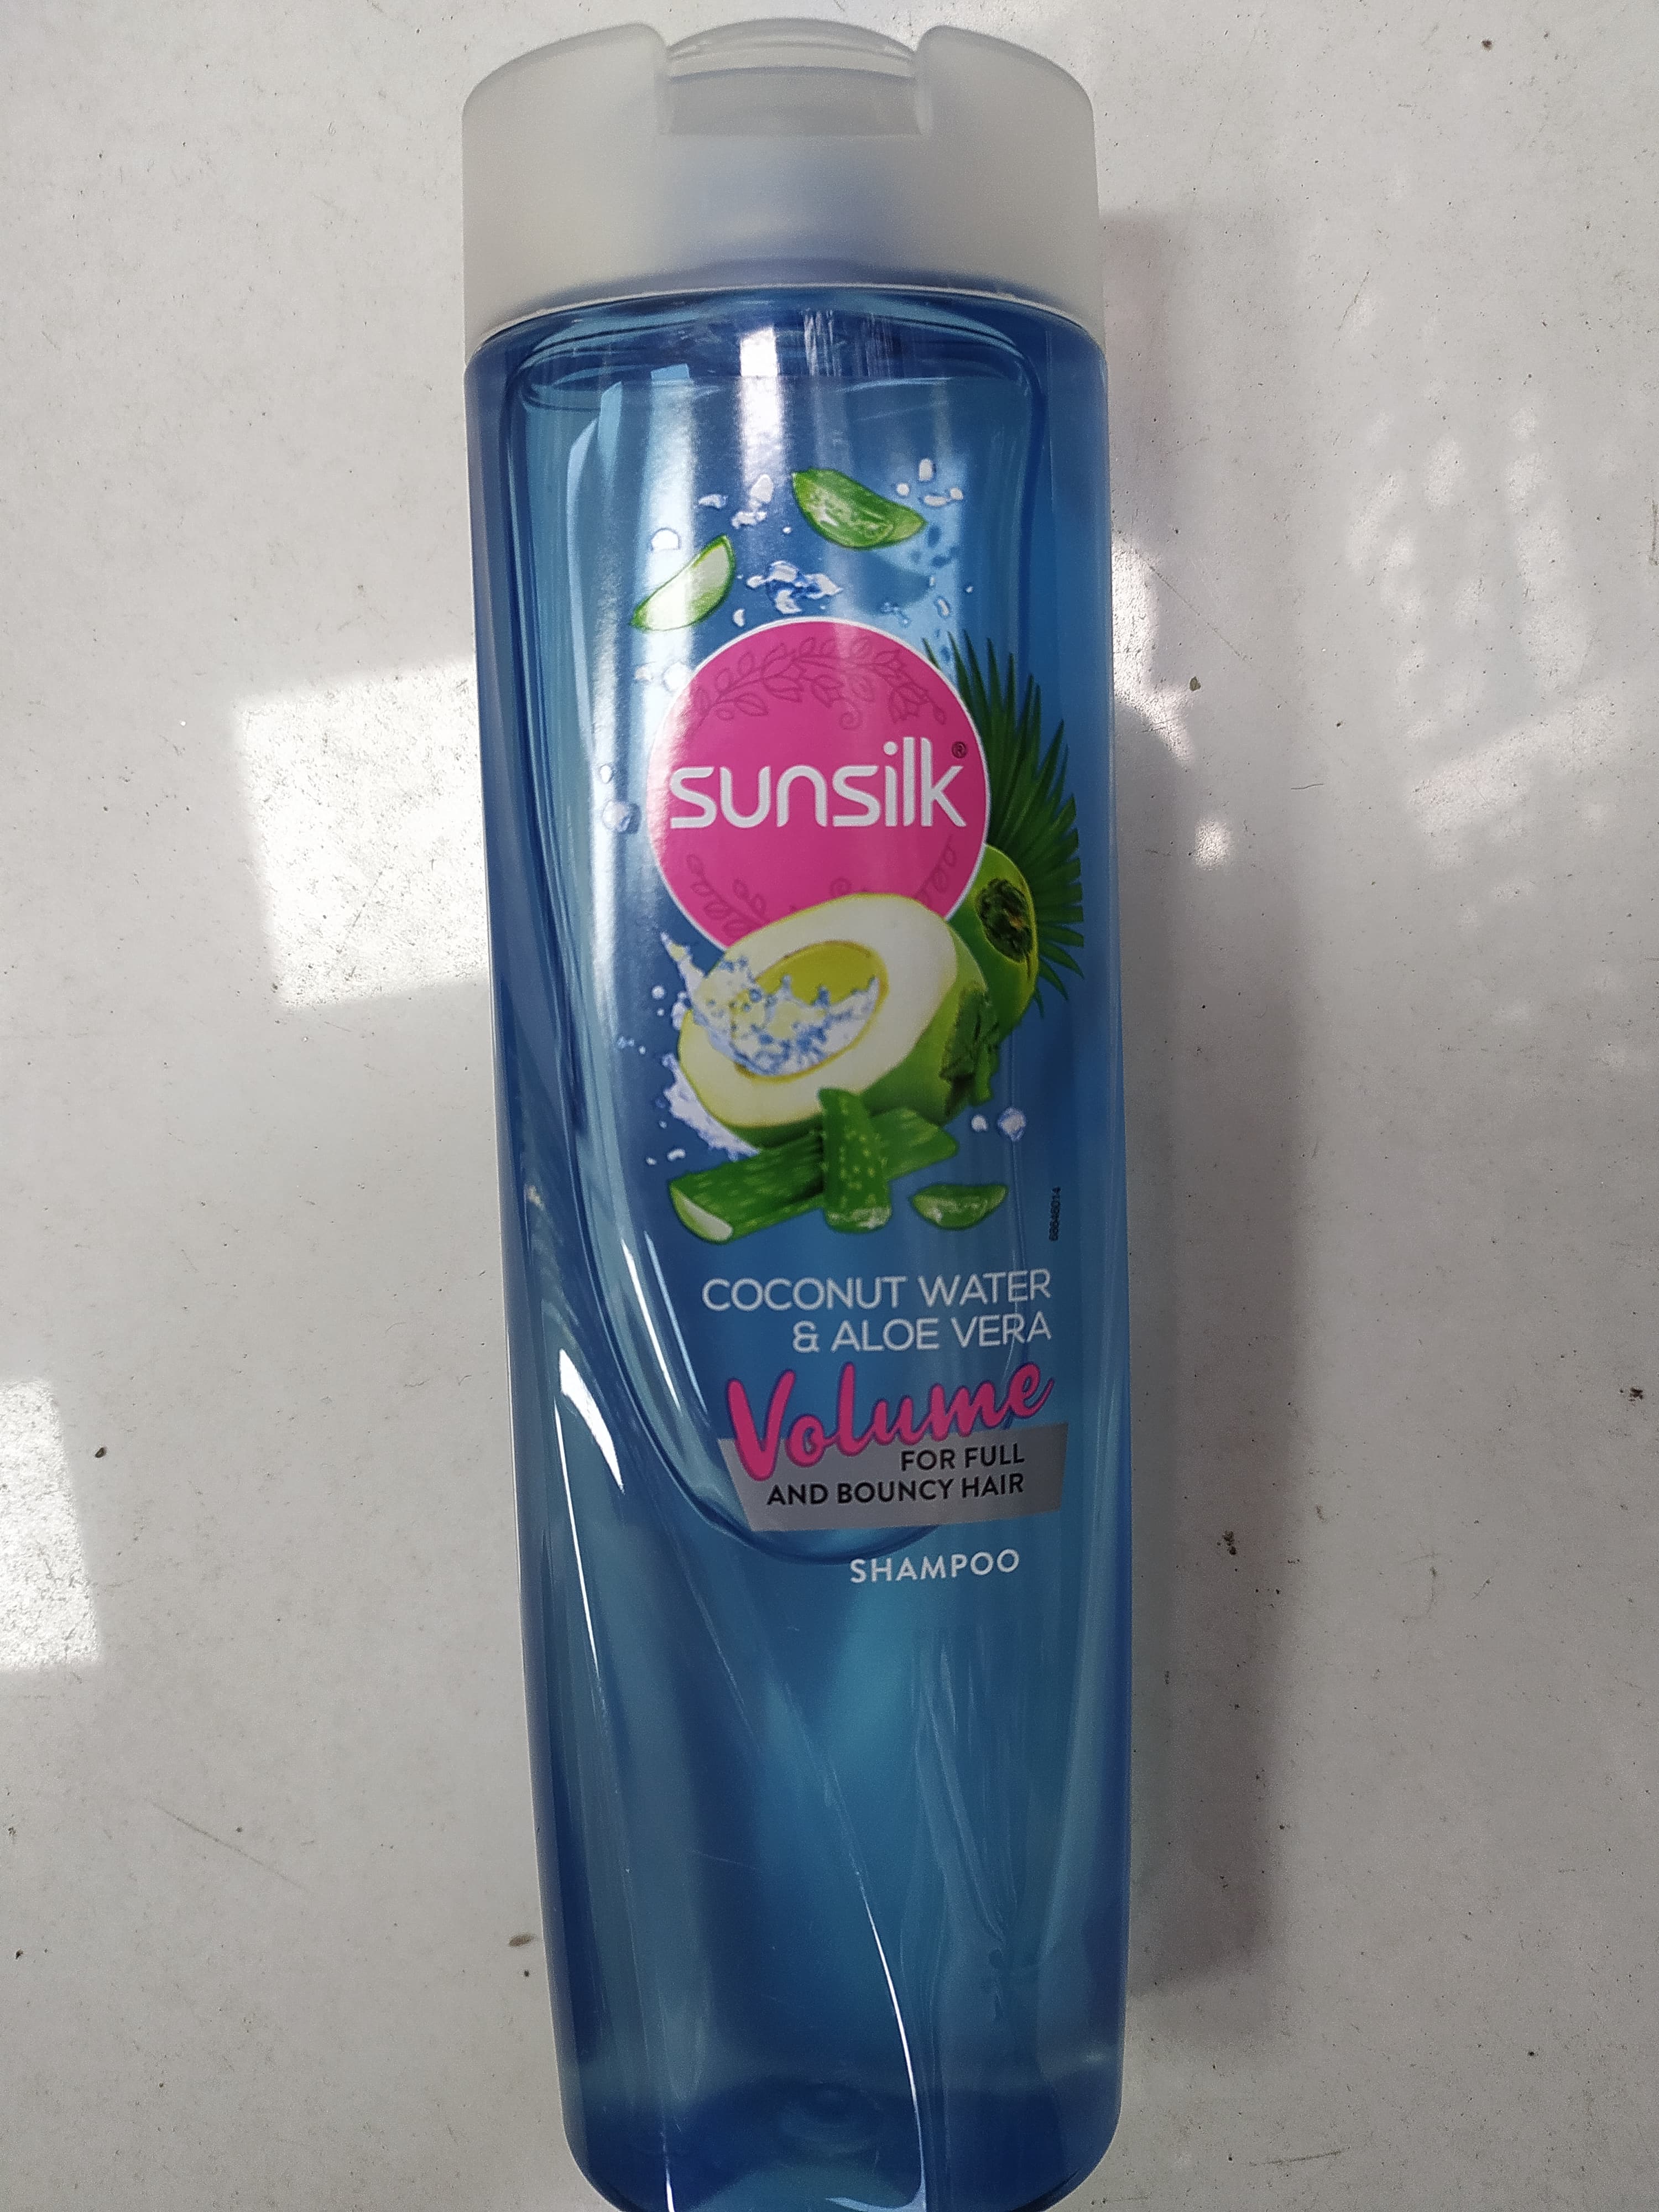 sunsilk®
COCONUT WATER
& ALOE VERA
Volume
FOR FULL
AND BOUNCY HAIR
SHAMPOO